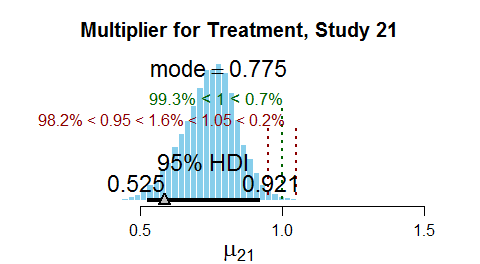 Multiplier for Treatment, Study 21
mode = 0.775
99.3% < 1 < 0.7%
98.2% < 0.95 < 1.6% < 1.05 < 0.2%
95% HDI
0.525 0.921
0.5 1.0 1.5
μ21